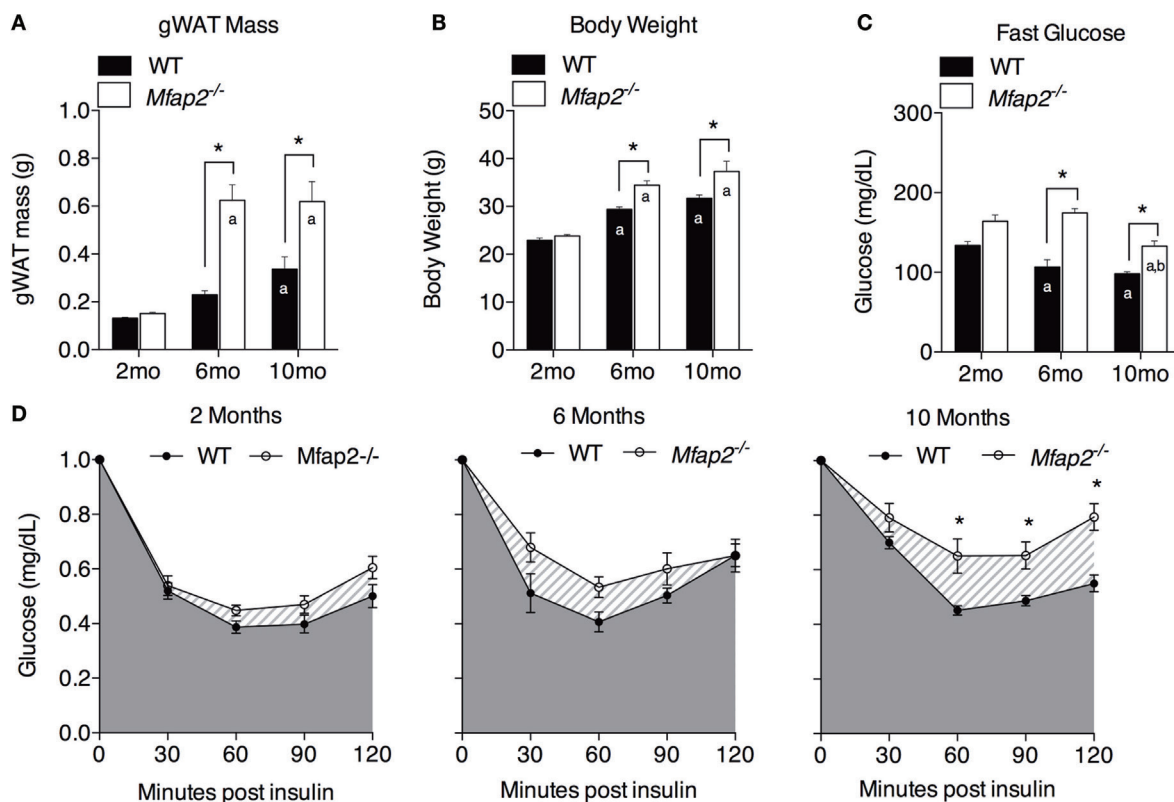 A
gWAT Mass
WT
Mfap2-/-
gWAT mass (g)
1.0
0.8
0.6
0.4
0.2
0.0
*
*
a
a
a
2mo
6mo
10mo
B
Body Weight
WT
Mfap2-/-
Body Weight (g)
50
40
30
20
10
0
*
*
a
a
a
a
2mo
6mo
10mo
C
Fast Glucose
WT
Mfap2-/-
Glucose (mg/dL)
300
200
100
0
*
*
a
a
a,b
2mo
6mo
10mo
D
2 Months
WT
Mfap2-/-
Glucose (mg/dL)
1.0
0.8
0.6
0.4
0.2
0.0
0
30
60
90
120
Minutes post insulin
6 Months
WT
Mfap2-/-
0
30
60
90
120
Minutes post insulin
10 Months
WT
Mfap2-/-
*
*
*
0
30
60
90
120
Minutes post insulin